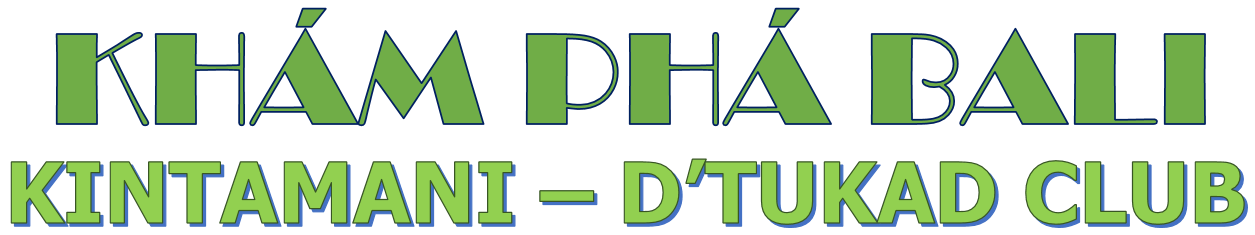 KHÁM PHÁ BALI
KINTAMANI – D’TUKAD CLUB